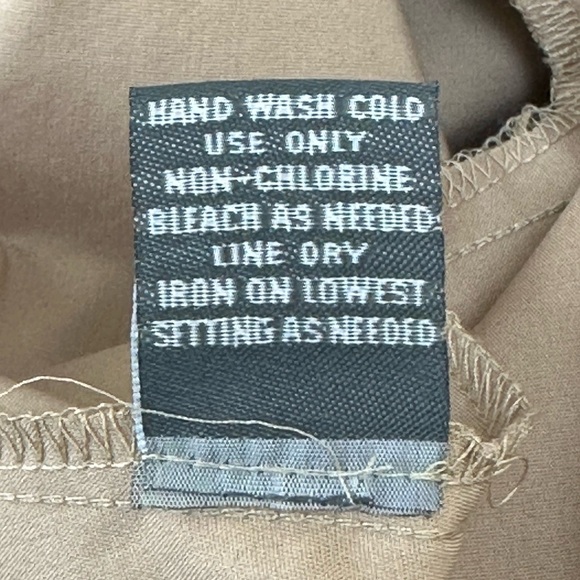 HAND WASH COLD
USE ONLY
NON-CHLORINE
BLEACH AS NEEDED
LINE DRY
IRON ON LOWEST
SETTING AS NEEDED